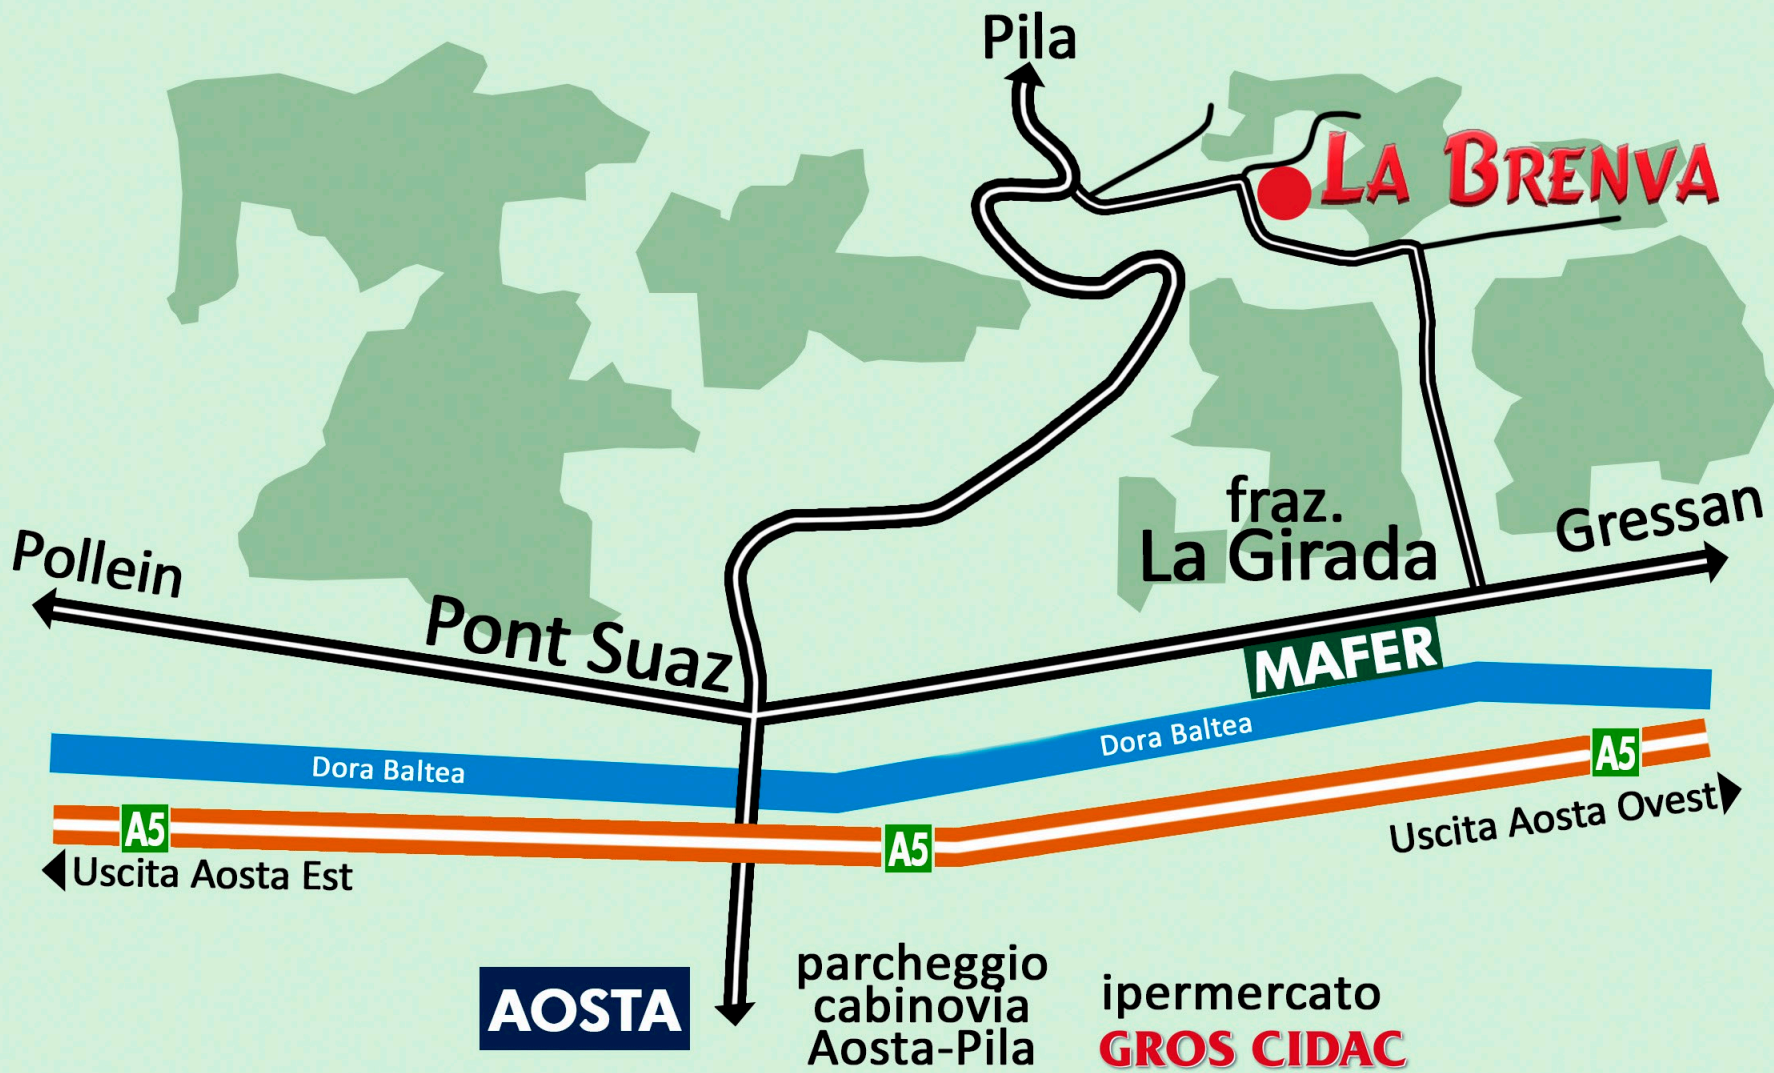 Pila
LA BRENVA
fraz.
La Girada
Gressan
Pollein
Pont Suaz
MAFER
Dora Baltea
Dora Baltea
A5
A5
A5
Uscita Aosta Ovest
Uscita Aosta Est
AOSTA
parcheggio
cabinovia
Aosta-Pila
ipermercato
GROS CIDAC